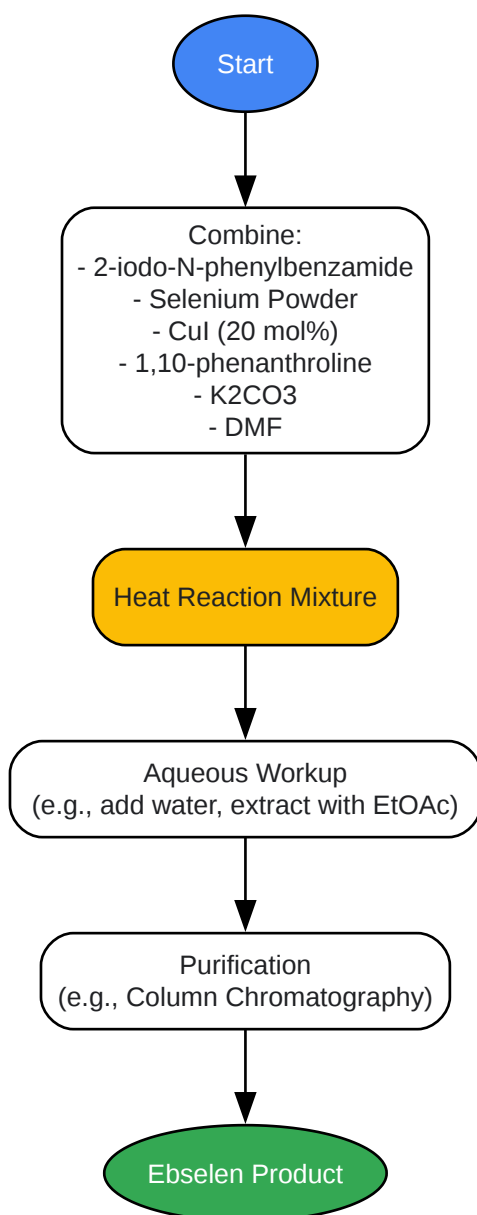 Start
Combine:
- 2-iodo-N-phenylbenzamide
- Selenium Powder
- CuI (20 mol%)
- 1,10-phenanthroline
- K2CO3
- DMF
Heat Reaction Mixture
Aqueous Workup
(e.g., add water, extract with EtOAc)
Purification
(e.g., Column Chromatography)
Ebselen Product